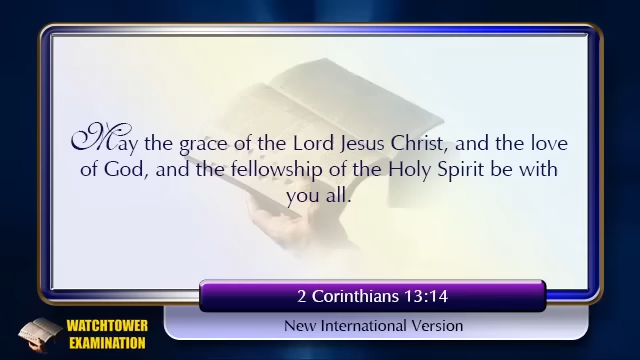 May the grace of the Lord Jesus Christ, and the love
of God, and the fellowship of the Holy Spirit be with
you all.
2 Corinthians 13:14
New International Version
WATCHTOWER
EXAMINATION